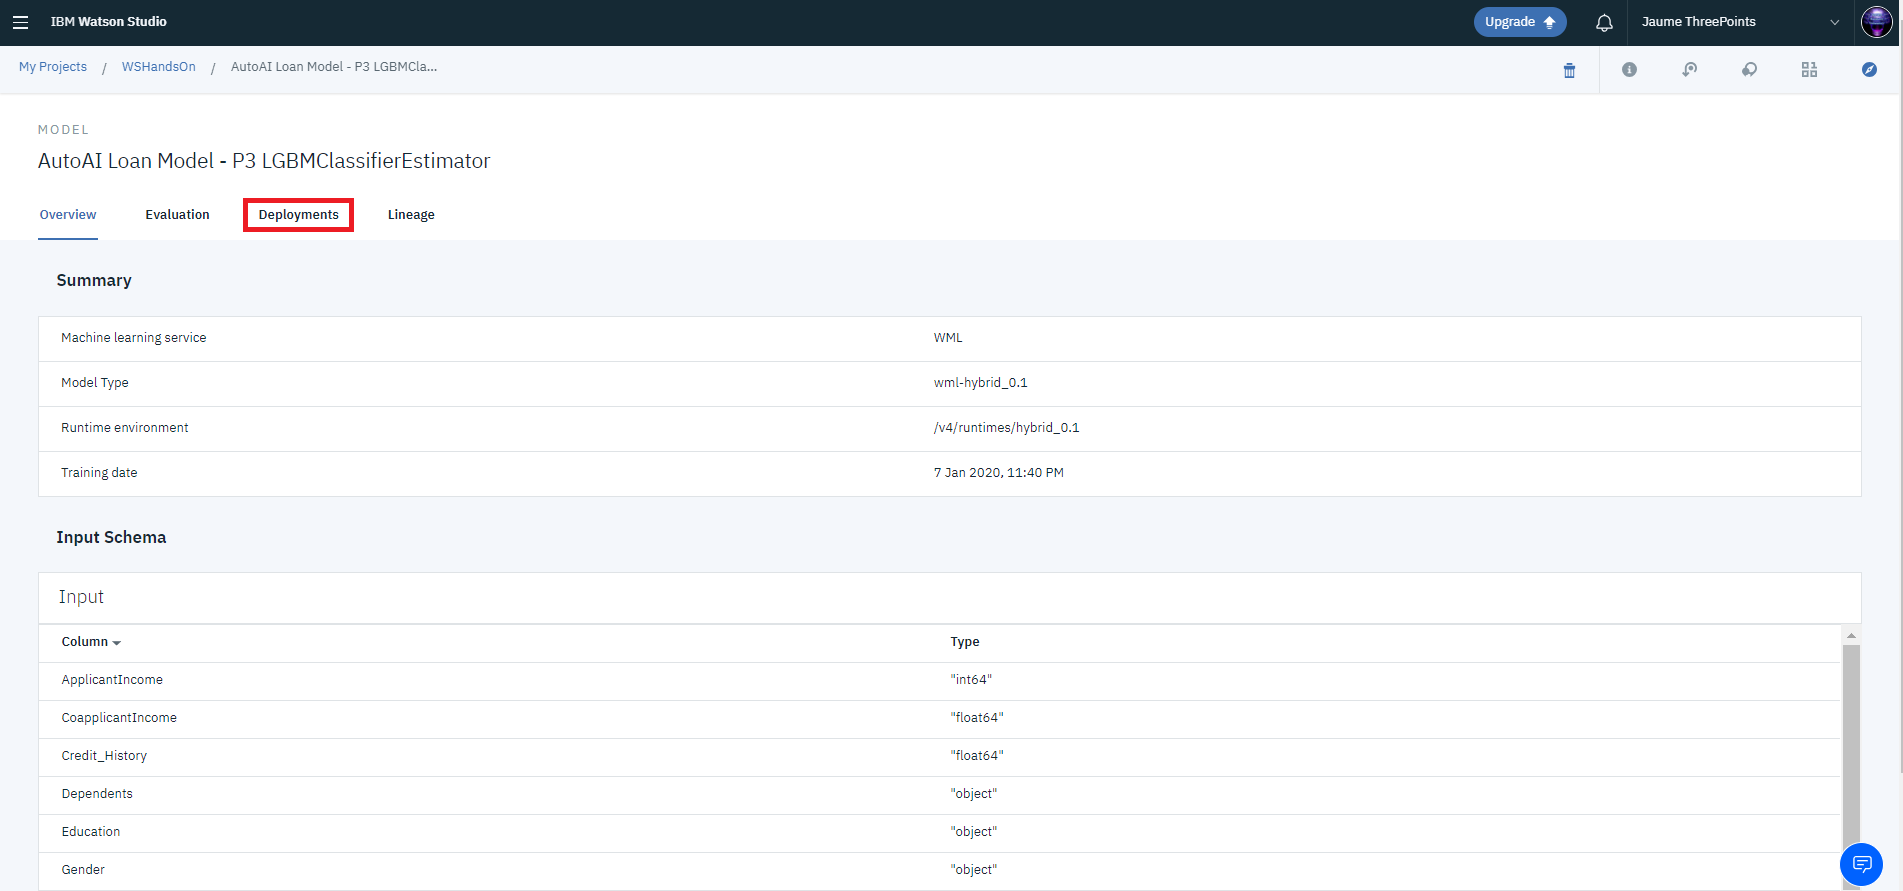 IBM Watson Studio
Upgrade
Jaume ThreePoints
My Projects / WSHandsOn / AutoAI Loan Model - P3 LGBMCla...
MODEL
AutoAI Loan Model - P3 LGBMClassifierEstimator
Overview Evaluation Deployments Lineage
Summary
Machine learning service WML
Model Type wml-hybrid_0.1
Runtime environment /v4/runtimes/hybrid_0.1
Training date 7 Jan 2020, 11:40 PM
Input Schema
Input
Column Type
ApplicantIncome "int64"
CoapplicantIncome "float64"
Credit_History "float64"
Dependents "object"
Education "object"
Gender "object"